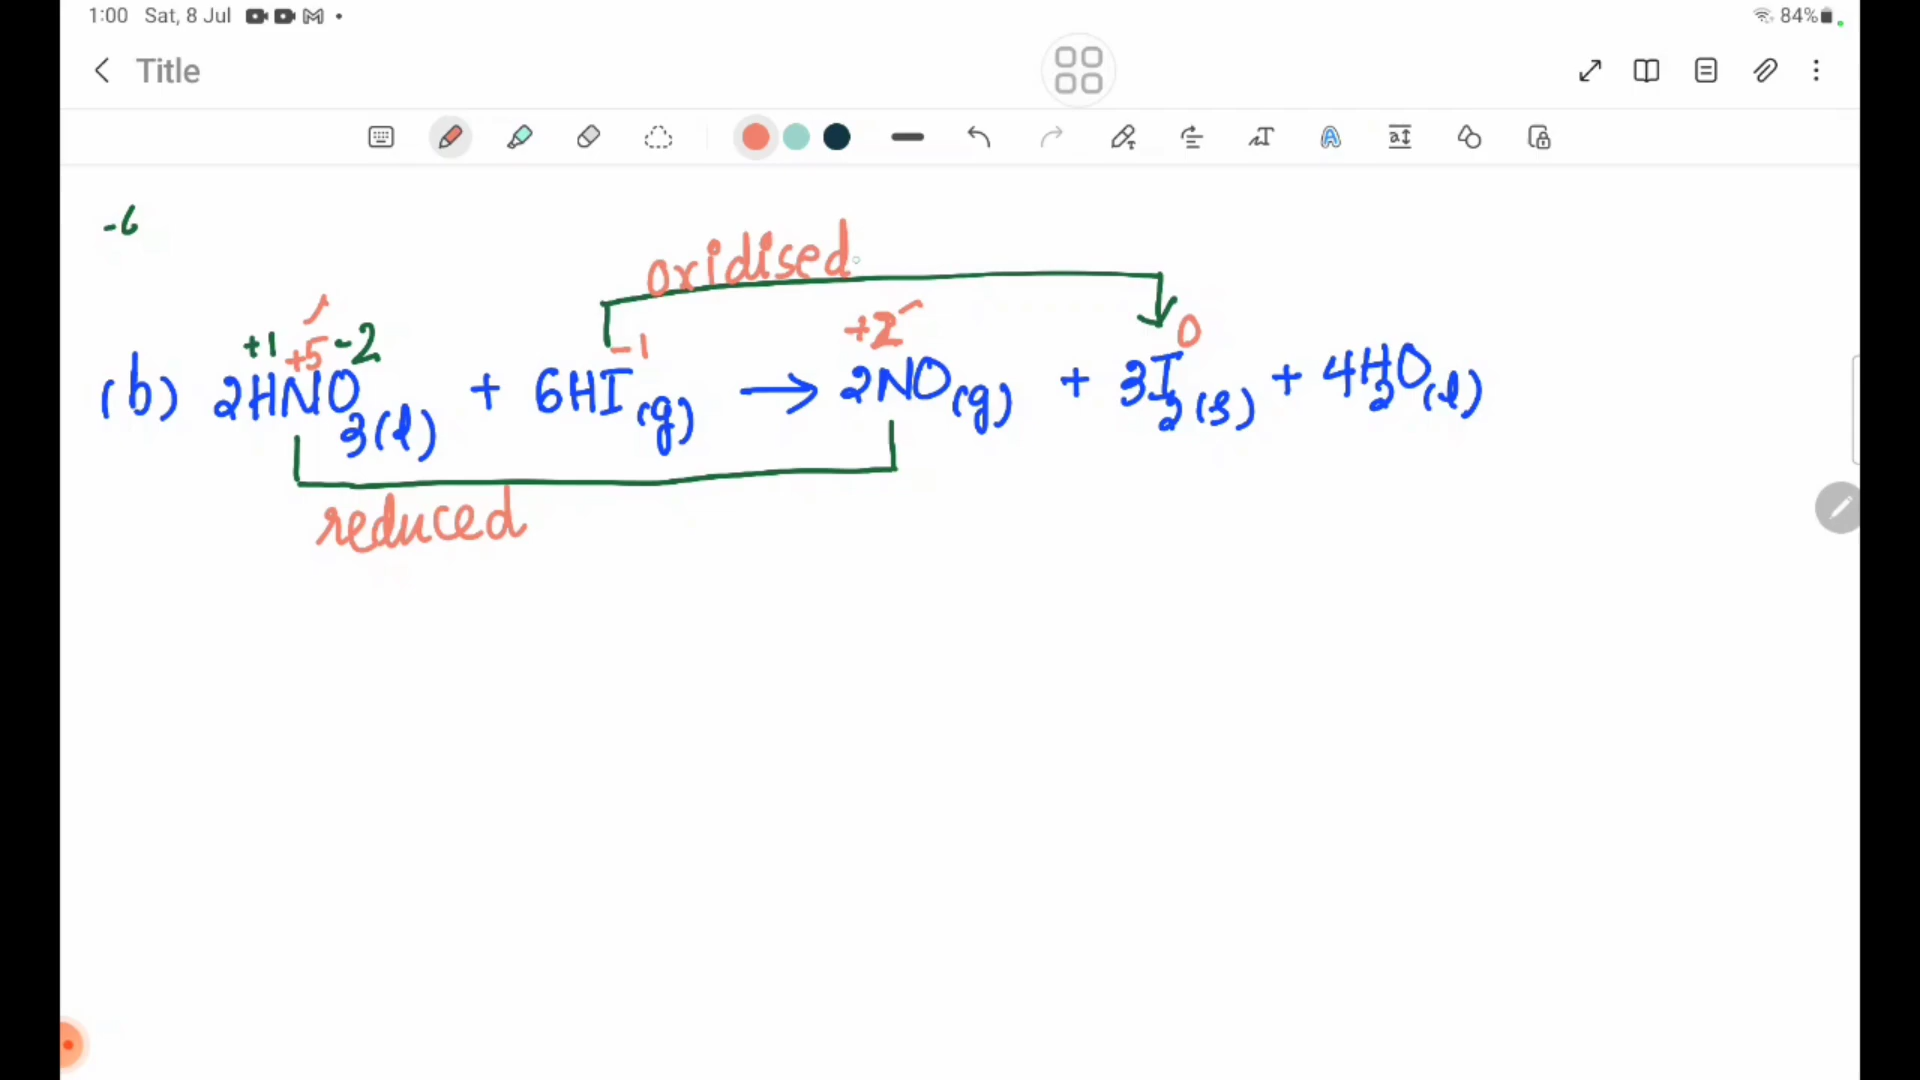 1:00 Sat, 8 Jul 84%
Title
-6
oxidised
+1 +5 -2 -1 +2 0
(b) 2HNO3(l) + 6HI(g) → 2NO(g) + 3I2(s) + 4H2O(l)
reduced